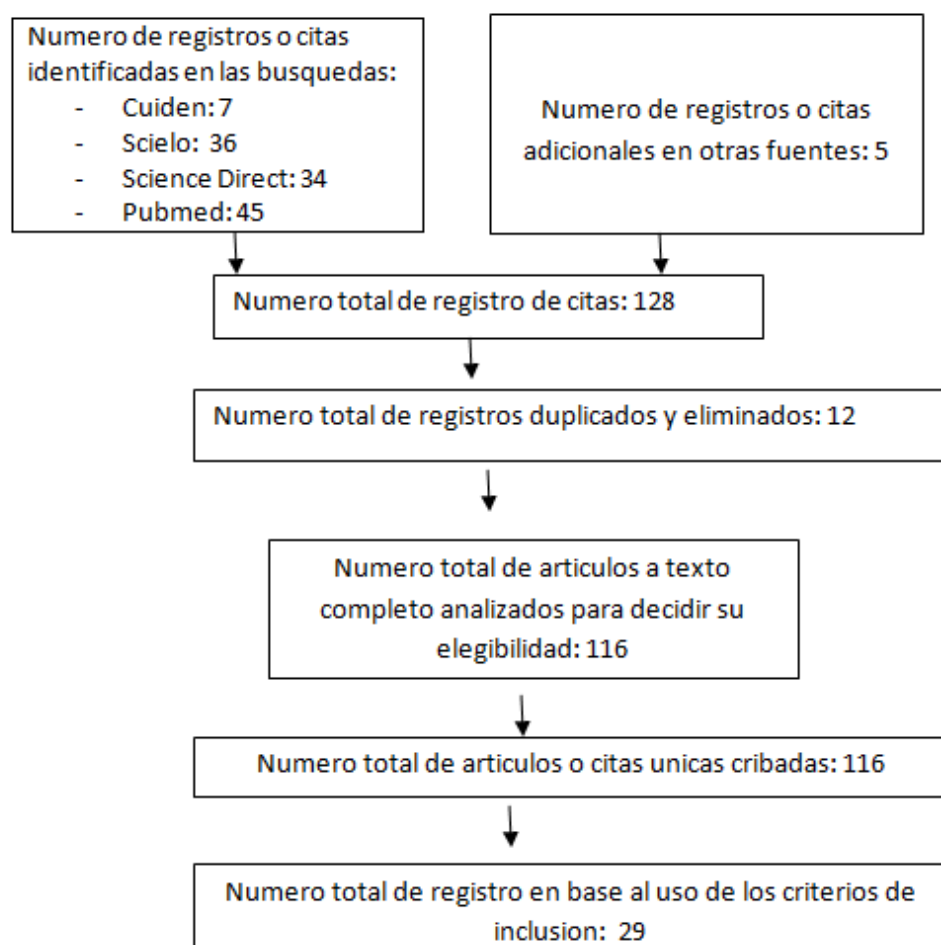 Numero de registros o citas
identificadas en las busquedas:
- Cuiden: 7
- Scielo: 36
- Science Direct: 34
- Pubmed: 45
Numero de registros o citas
adicionales en otras fuentes: 5
Numero total de registro de citas: 128
Numero total de registros duplicados y eliminados: 12
Numero total de articulos a texto
completo analizados para decidir su
elegibilidad: 116
Numero total de articulos o citas unicas cribadas: 116
Numero total de registro en base al uso de los criterios de
inclusion: 29